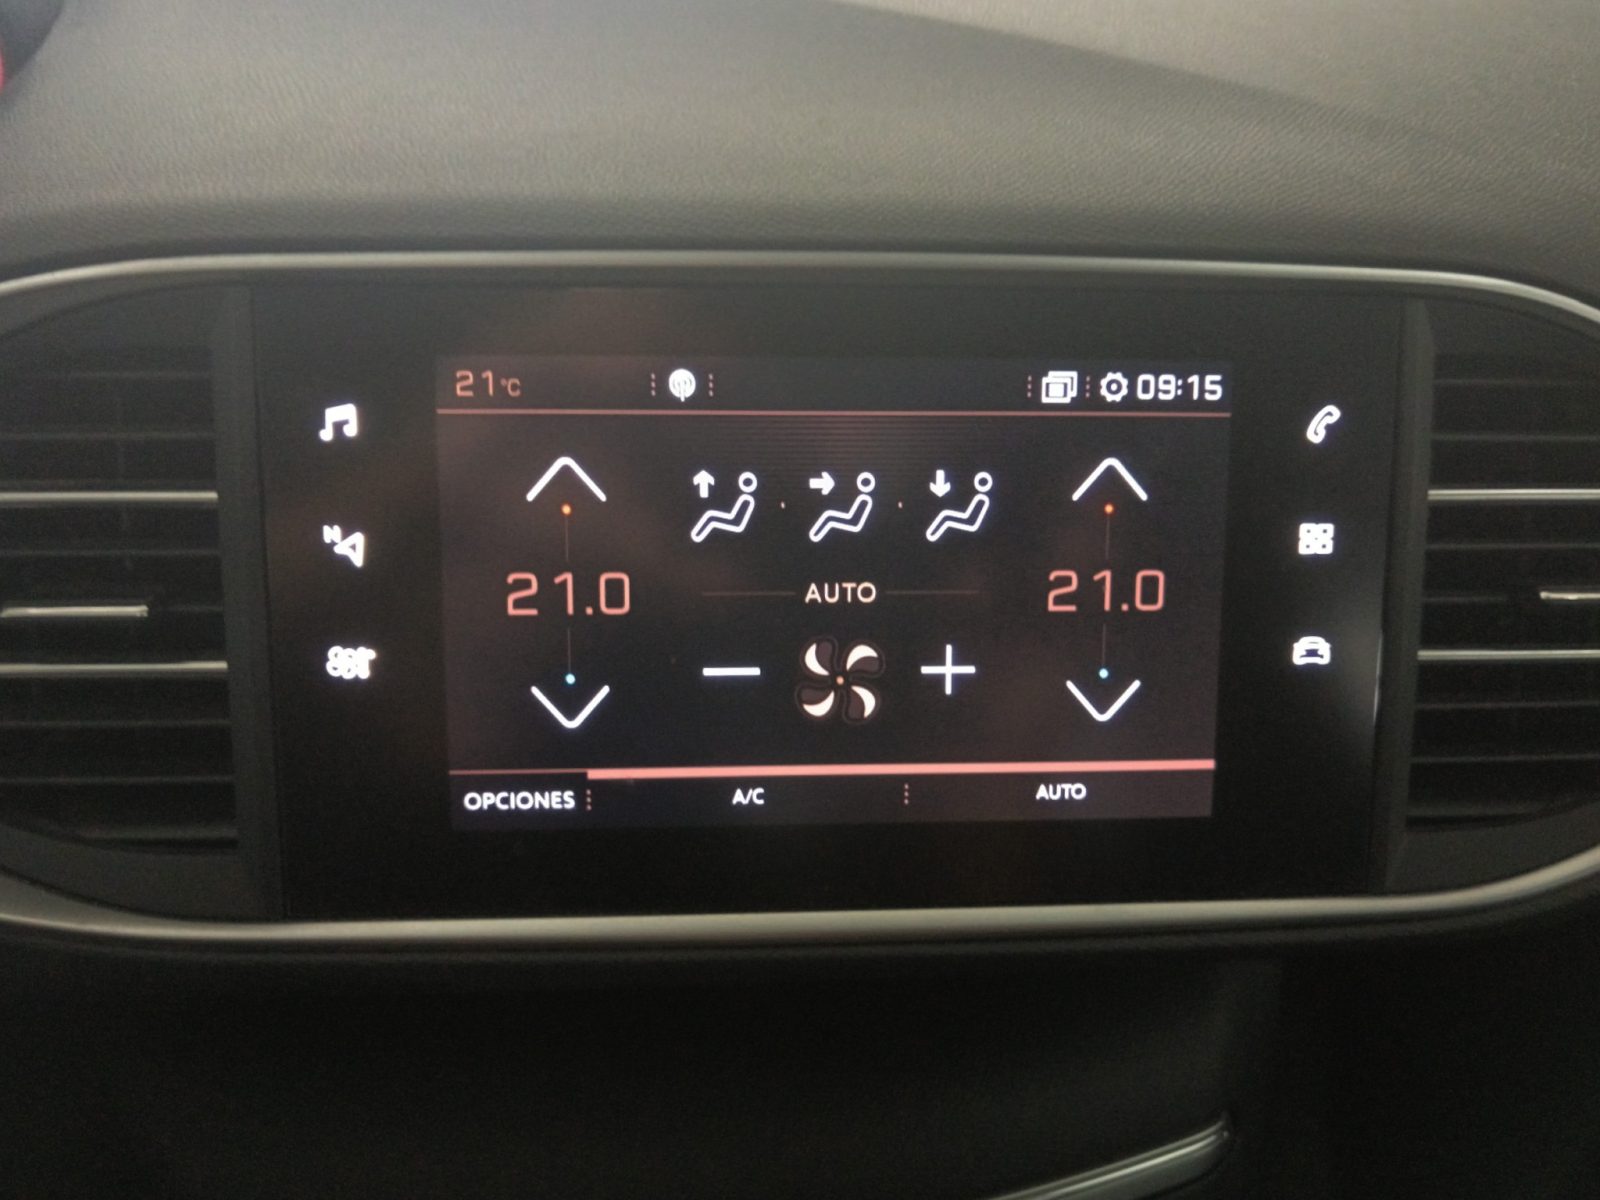 21°C 09:15
N
21.0 AUTO 21.0
OPCIONES A/C AUTO